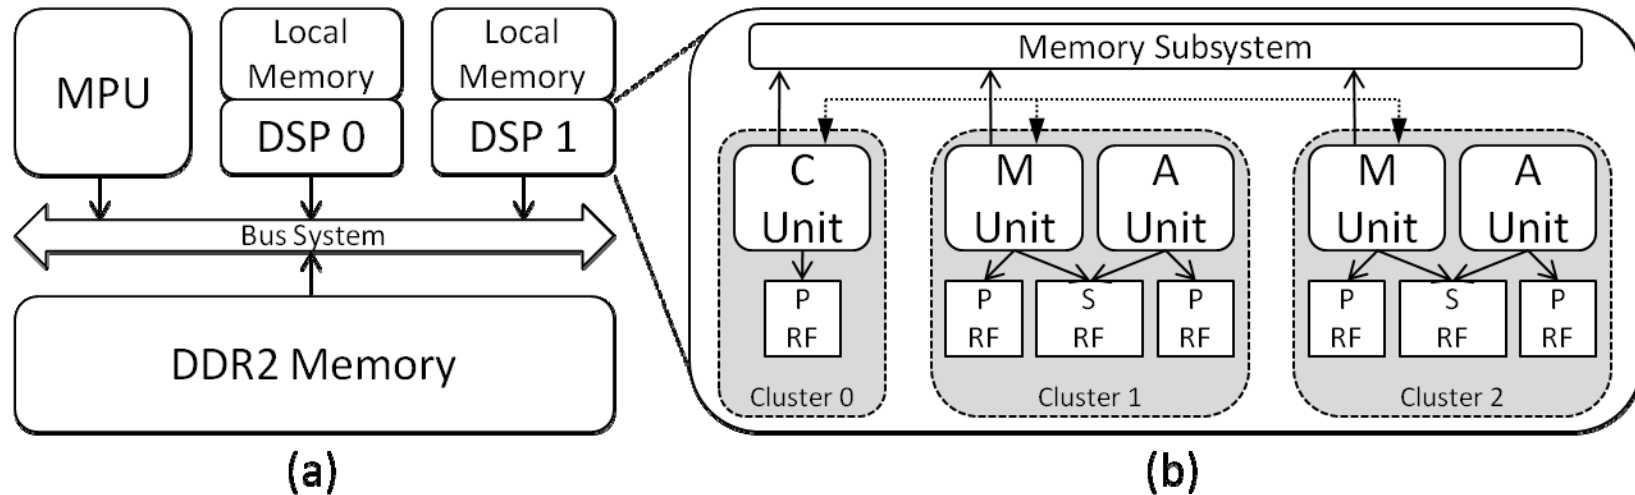 MPU
Local
Memory
DSP 0
Local
Memory
DSP 1
Bus System
DDR2 Memory
(a)
Memory Subsystem
C
Unit
P
RF
Cluster 0
M
Unit
A
Unit
P
RF
S
RF
P
RF
Cluster 1
M
Unit
A
Unit
P
RF
S
RF
P
RF
Cluster 2
(b)